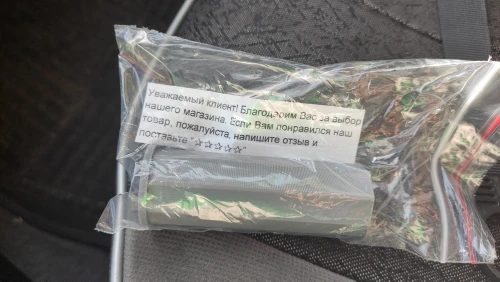 Уважаемый клиент! Благодарим Вас за выбор
нашего магазина. Если Вам понравился наш
товар, пожалуйста, напишите отзыв и
поставьте "☆☆☆☆☆"